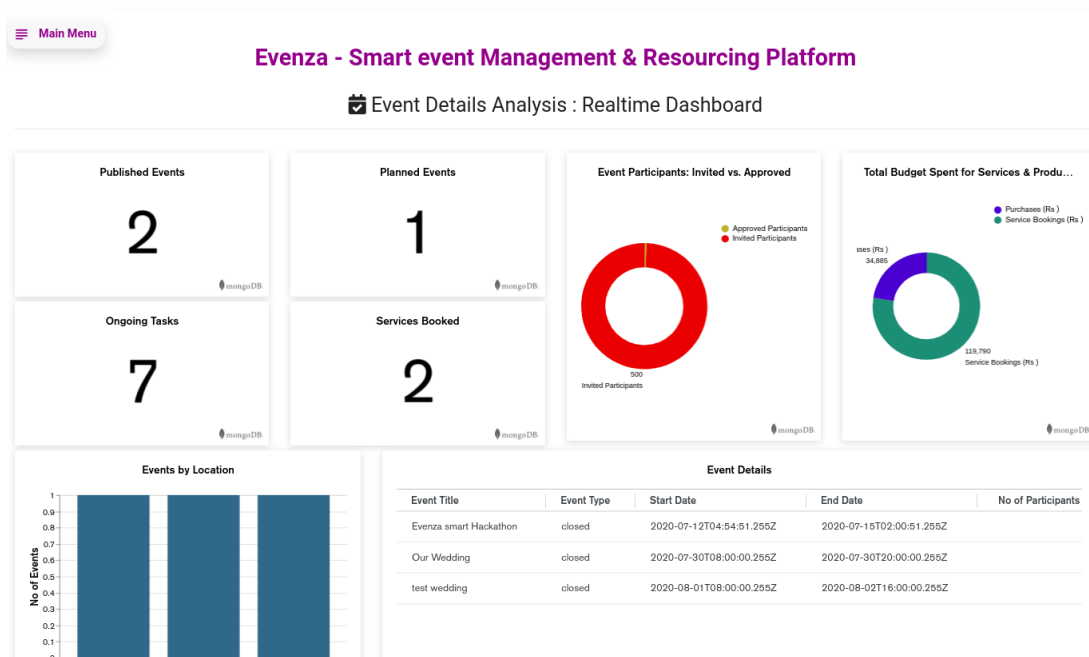 Main Menu
Evenza - Smart event Management & Resourcing Platform
Event Details Analysis : Realtime Dashboard
Published Events
2
mongoDB.
Planned Events
1
mongoDB.
Ongoing Tasks
7
mongoDB.
Services Booked
2
mongoDB.
Event Participants: Invited vs. Approved
Approved Participants
Invited Participants
500
Invited Participants
mongoDB.
Total Budget Spent for Services & Produ...
Purchases (Rs )
Service Bookings (Rs )
ases (Rs )
34,885
119,790
Service Bookings (Rs )
mongoDB
Events by Location
No of Events
1
0.9
0.8
0.7
0.6
0.5
0.4
0.3
0.2
0.1
Event Details
Event Title Event Type Start Date End Date No of Participants
Evenza smart Hackathon closed 2020-07-12T04:54:51.255Z 2020-07-15T02:00:51.255Z
Our Wedding closed 2020-07-30T08:00:00.255Z 2020-07-30T20:00:00.255Z
test wedding closed 2020-08-01T08:00:00.255Z 2020-08-02T16:00:00.255Z